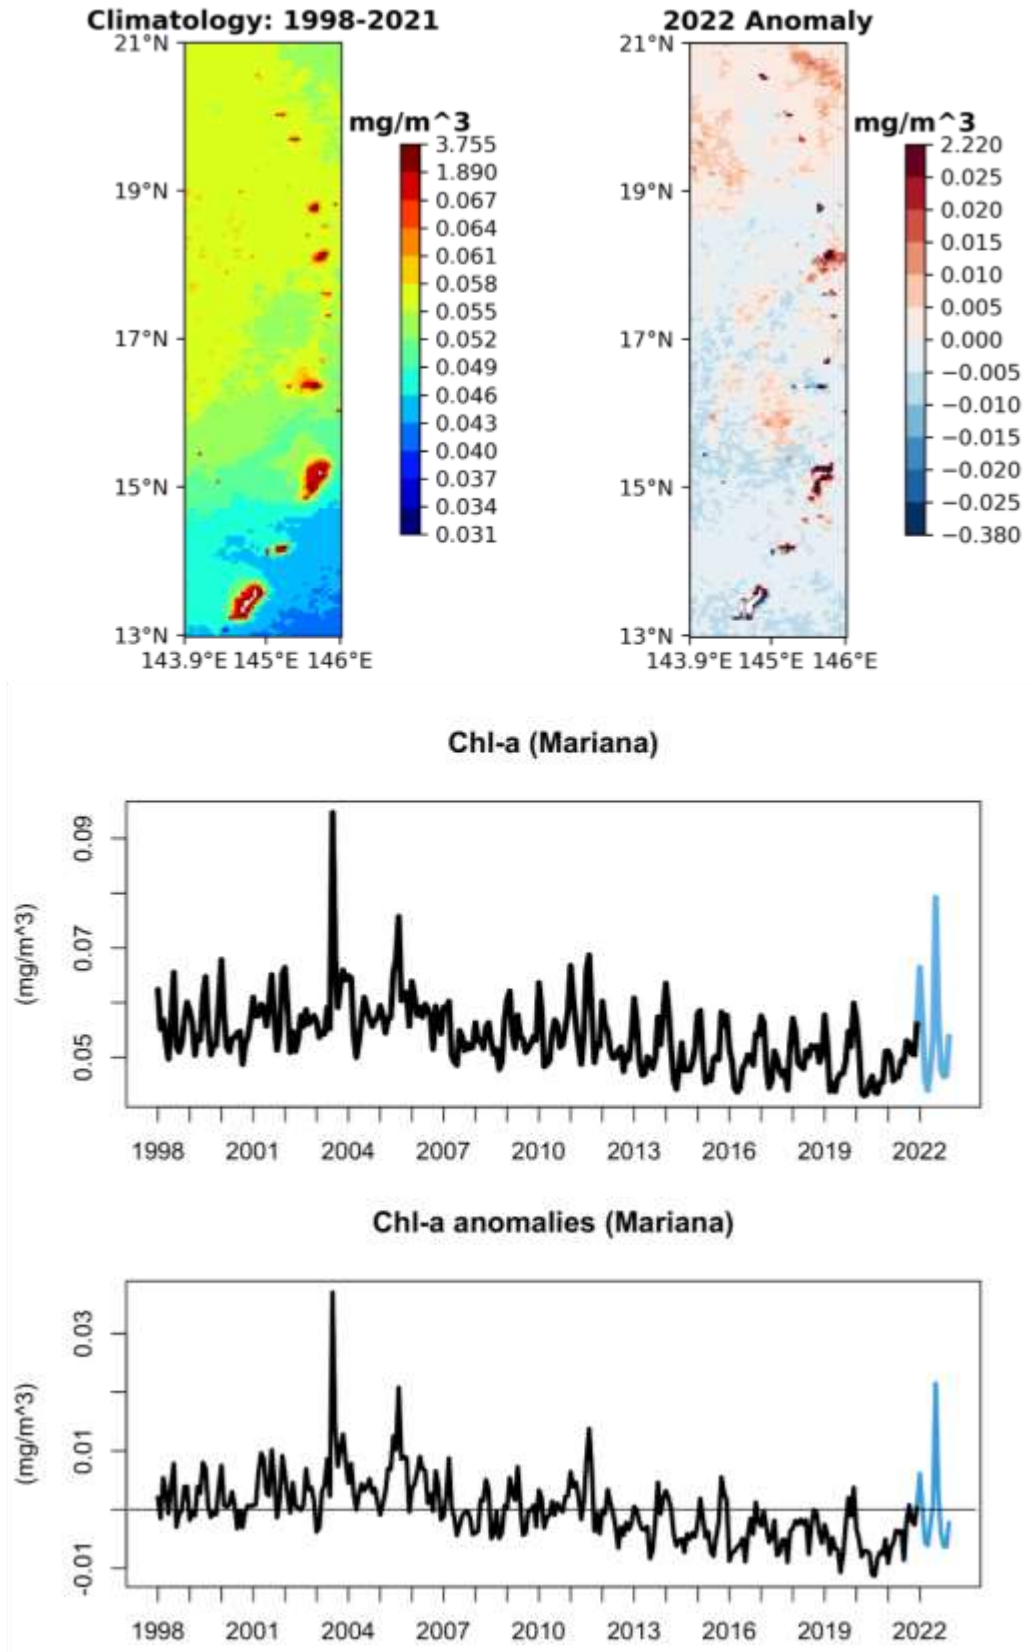 Climatology: 1998-2021
21°N
19°N
17°N
15°N
13°N
143.9°E 145°E 146°E
mg/m^3
3.755
1.890
0.067
0.064
0.061
0.058
0.055
0.052
0.049
0.046
0.043
0.040
0.037
0.034
0.031
2022 Anomaly
21°N
19°N
17°N
15°N
13°N
143.9°E 145°E 146°E
mg/m^3
2.220
0.025
0.020
0.015
0.010
0.005
0.000
−0.005
−0.010
−0.015
−0.020
−0.025
−0.380
Chl-a (Mariana)
(mg/m^3)
0.09
0.07
0.05
1998 2001 2004 2007 2010 2013 2016 2019 2022
Chl-a anomalies (Mariana)
(mg/m^3)
0.03
0.01
-0.01
1998 2001 2004 2007 2010 2013 2016 2019 2022